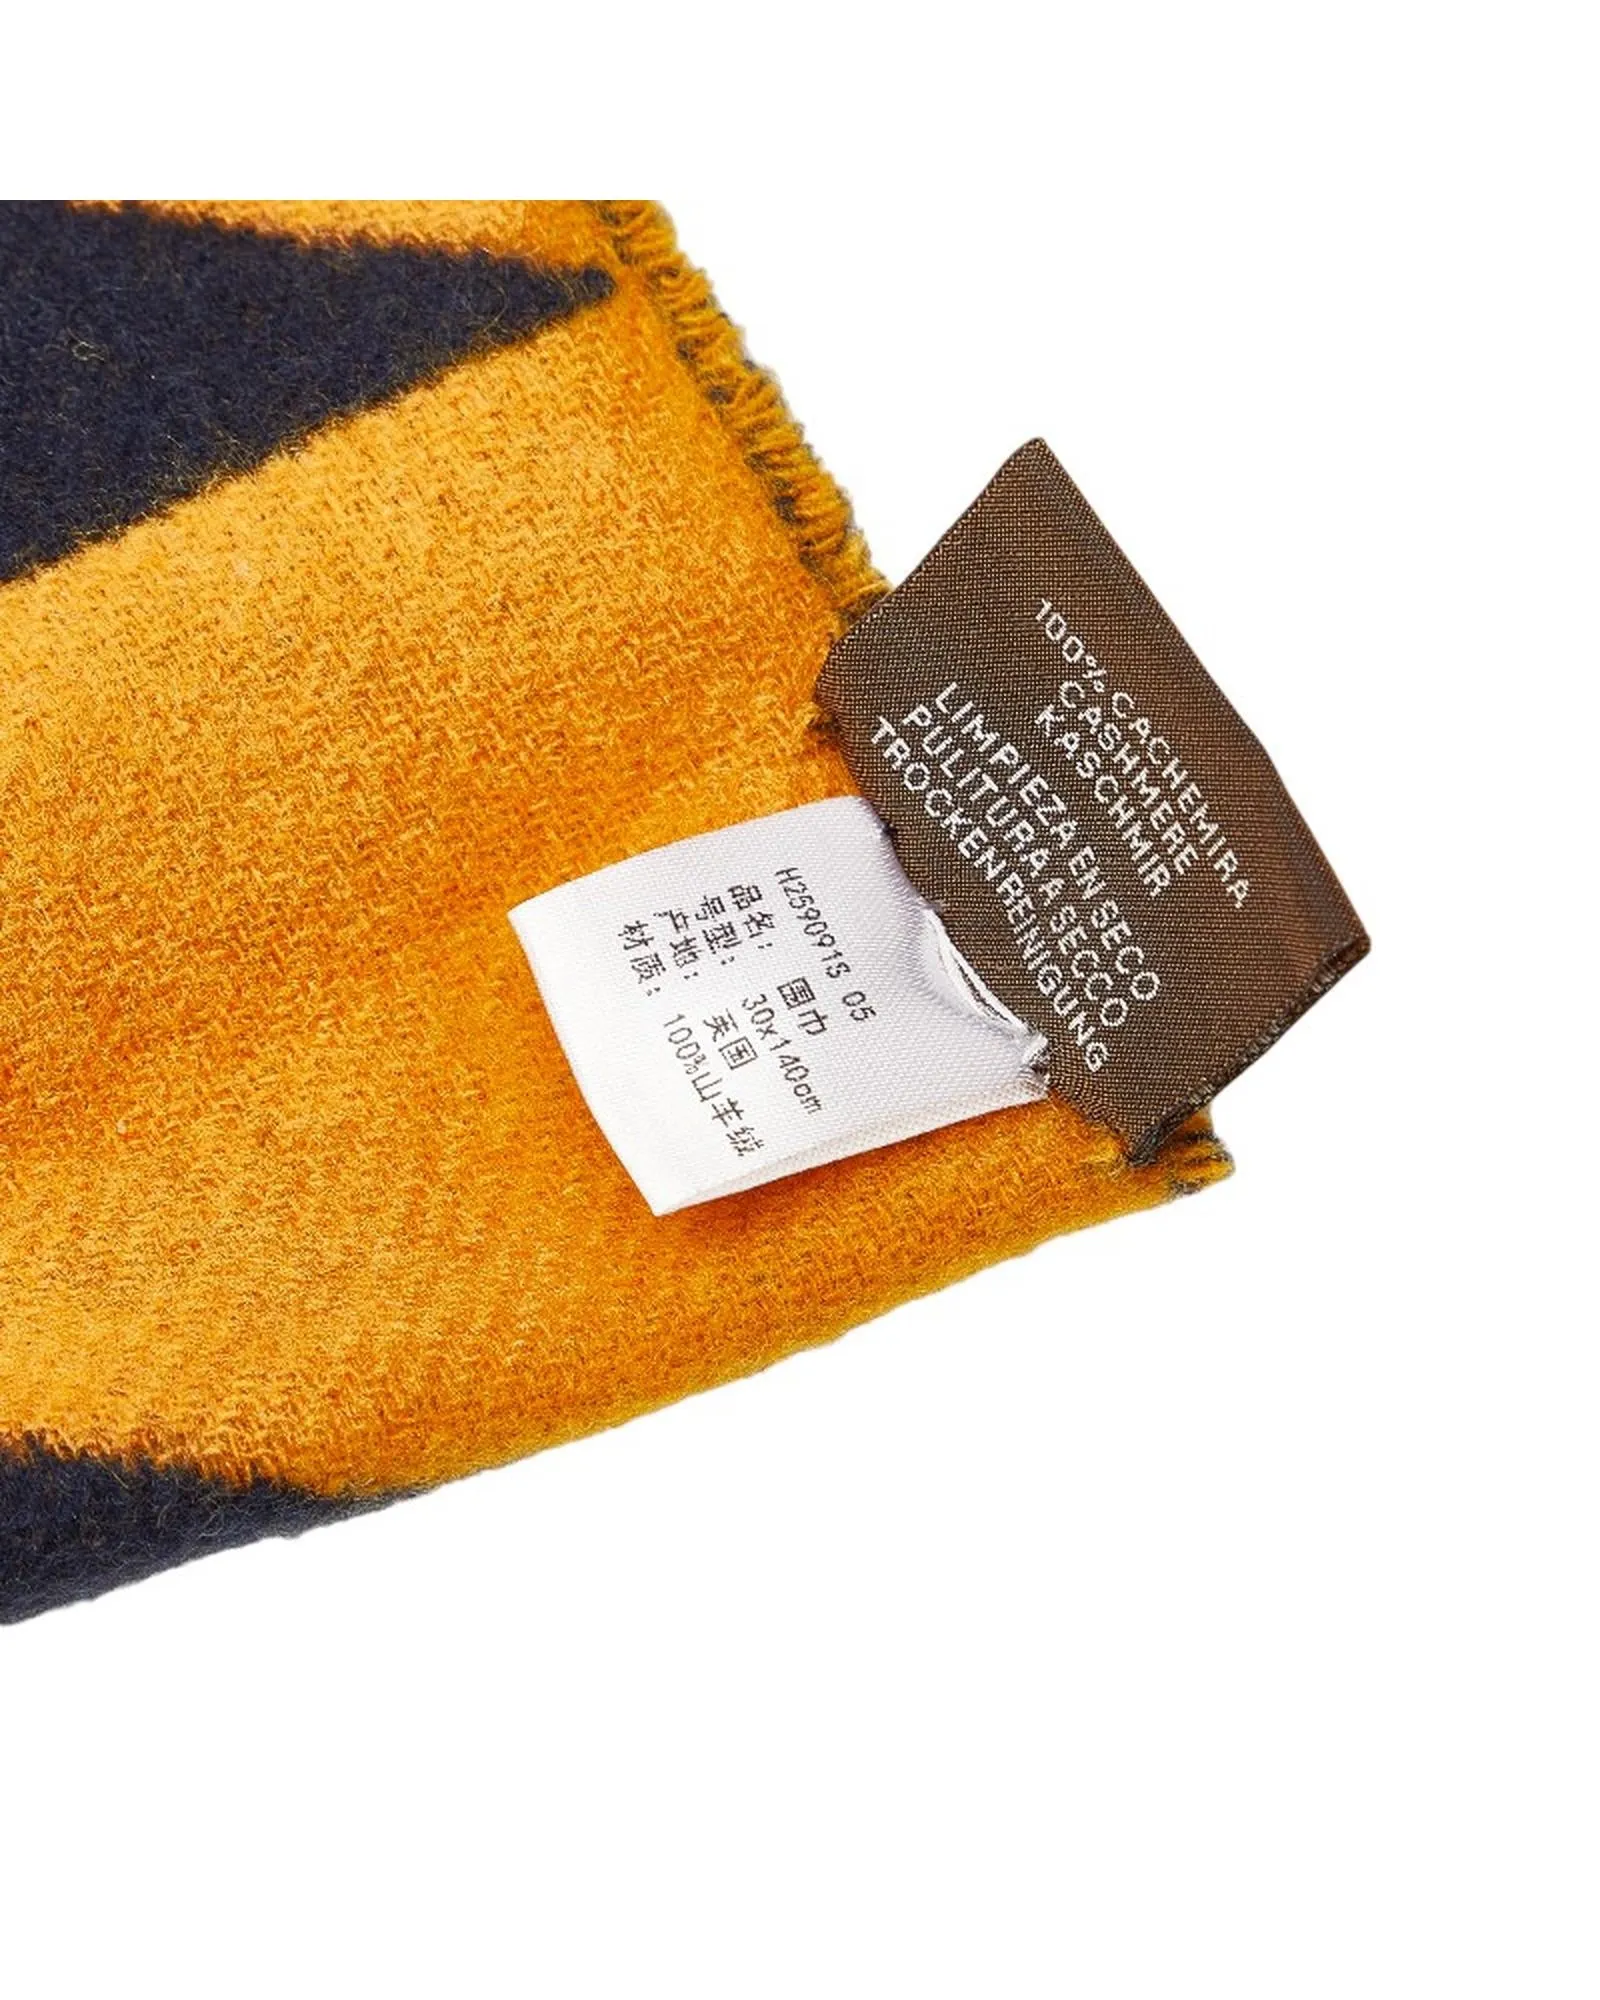 100% CACHEMIRA
CASHMERE
KASCHMIR
LIMPIEZA EN SECO
PULITURA A SECCO
TROCKENREINIGUNG
H259091S 05
品名： 围巾
号型： 30x140cm
产地： 英国
材质： 100%山羊绒